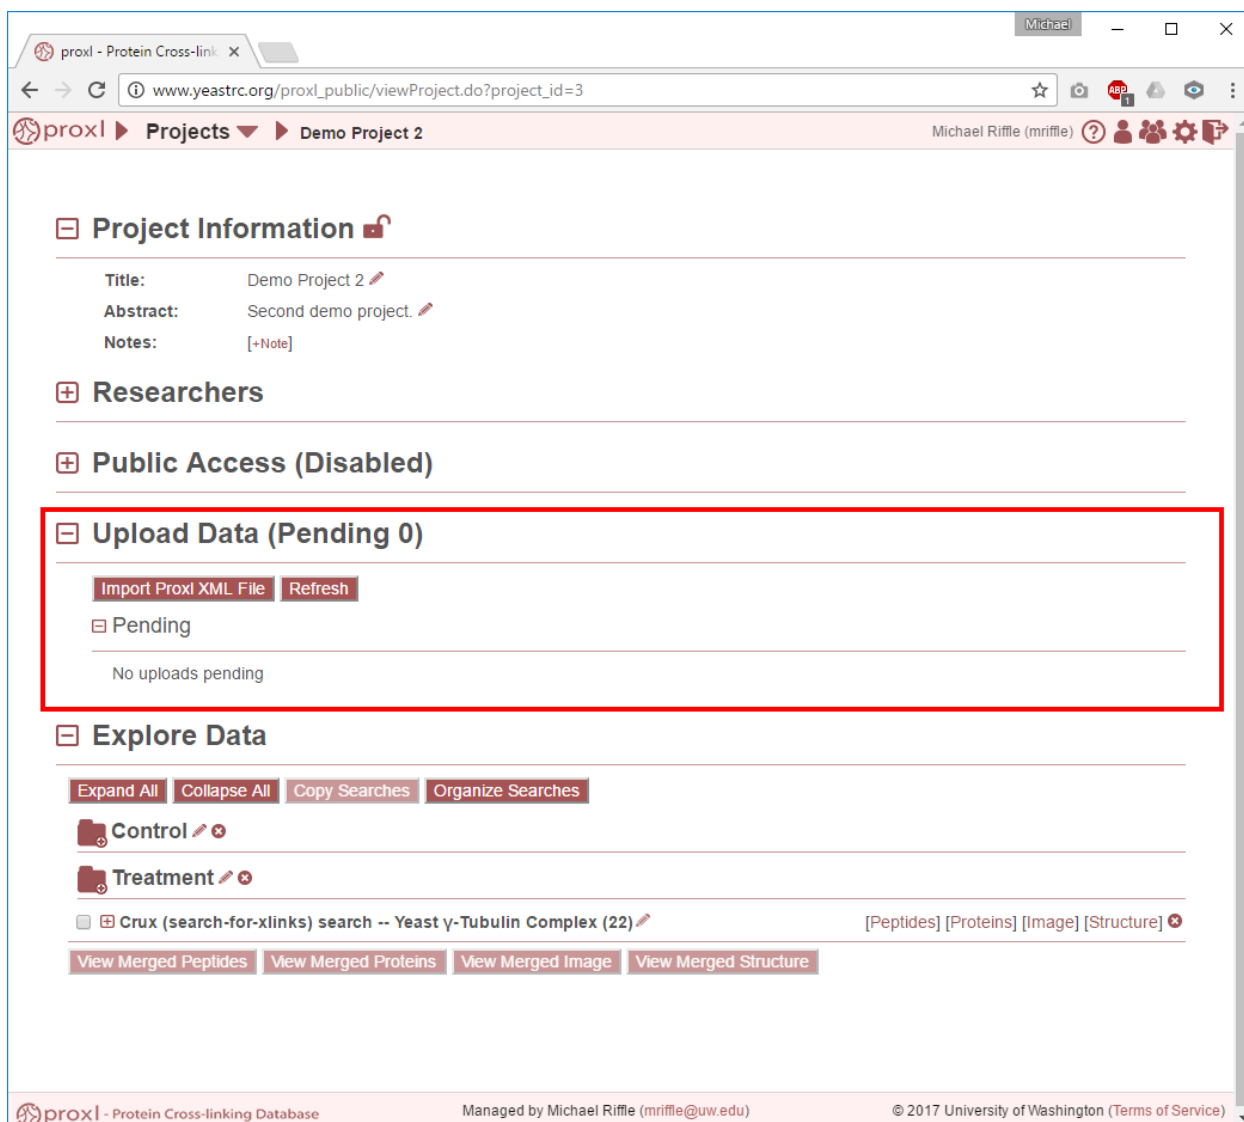 Michael
proxl - Protein Cross-link
www.yeastrc.org/proxl_public/viewProject.do?project_id=3
ABP
1
proxl Projects Demo Project 2 Michael Riffle (mriffle)
Project Information
Title: Demo Project 2
Abstract: Second demo project.
Notes: [+Note]
Researchers
Public Access (Disabled)
Upload Data (Pending 0)
Import Proxl XML File Refresh
Pending
No uploads pending
Explore Data
Expand All Collapse All Copy Searches Organize Searches
Control
Treatment
Crux (search-for-xlinks) search -- Yeast γ-Tubulin Complex (22) [Peptides] [Proteins] [Image] [Structure]
View Merged Peptides View Merged Proteins View Merged Image View Merged Structure
proxl - Protein Cross-linking Database Managed by Michael Riffle (mriffle@uw.edu) © 2017 University of Washington (Terms of Service)